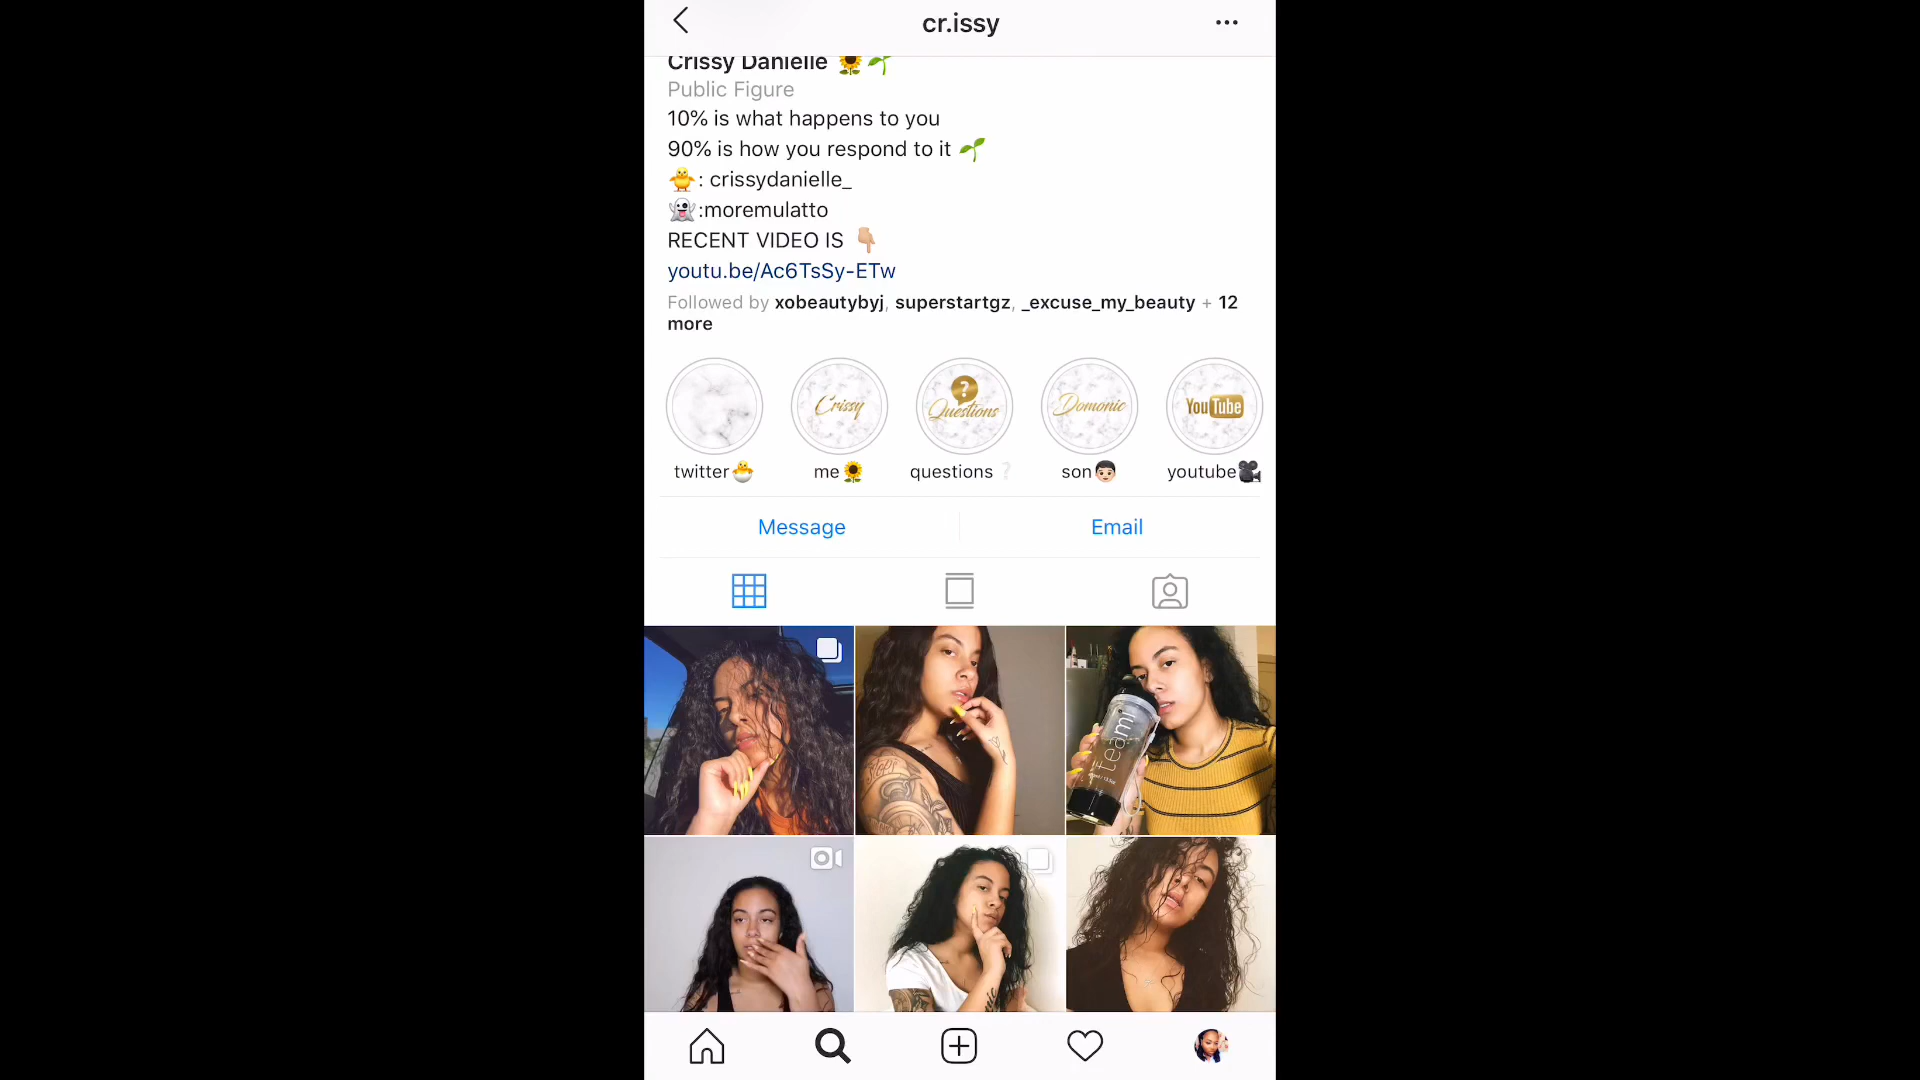 cr.issy
Crissy Danielle 🌻🌱
Public Figure
10% is what happens to you
90% is how you respond to it 🌱
🐥: crissydanielle_
👻:moremulatto
RECENT VIDEO IS 👇🏼
youtu.be/Ac6TsSy-ETw
Followed by xobeautybyj, superstartgz, _excuse_my_beauty + 12
more
Crissy
? Questions
Domonic
YouTube
twitter🐣 me🌻 questions❔ son👦🏻 youtube🎥
Message Email
teami